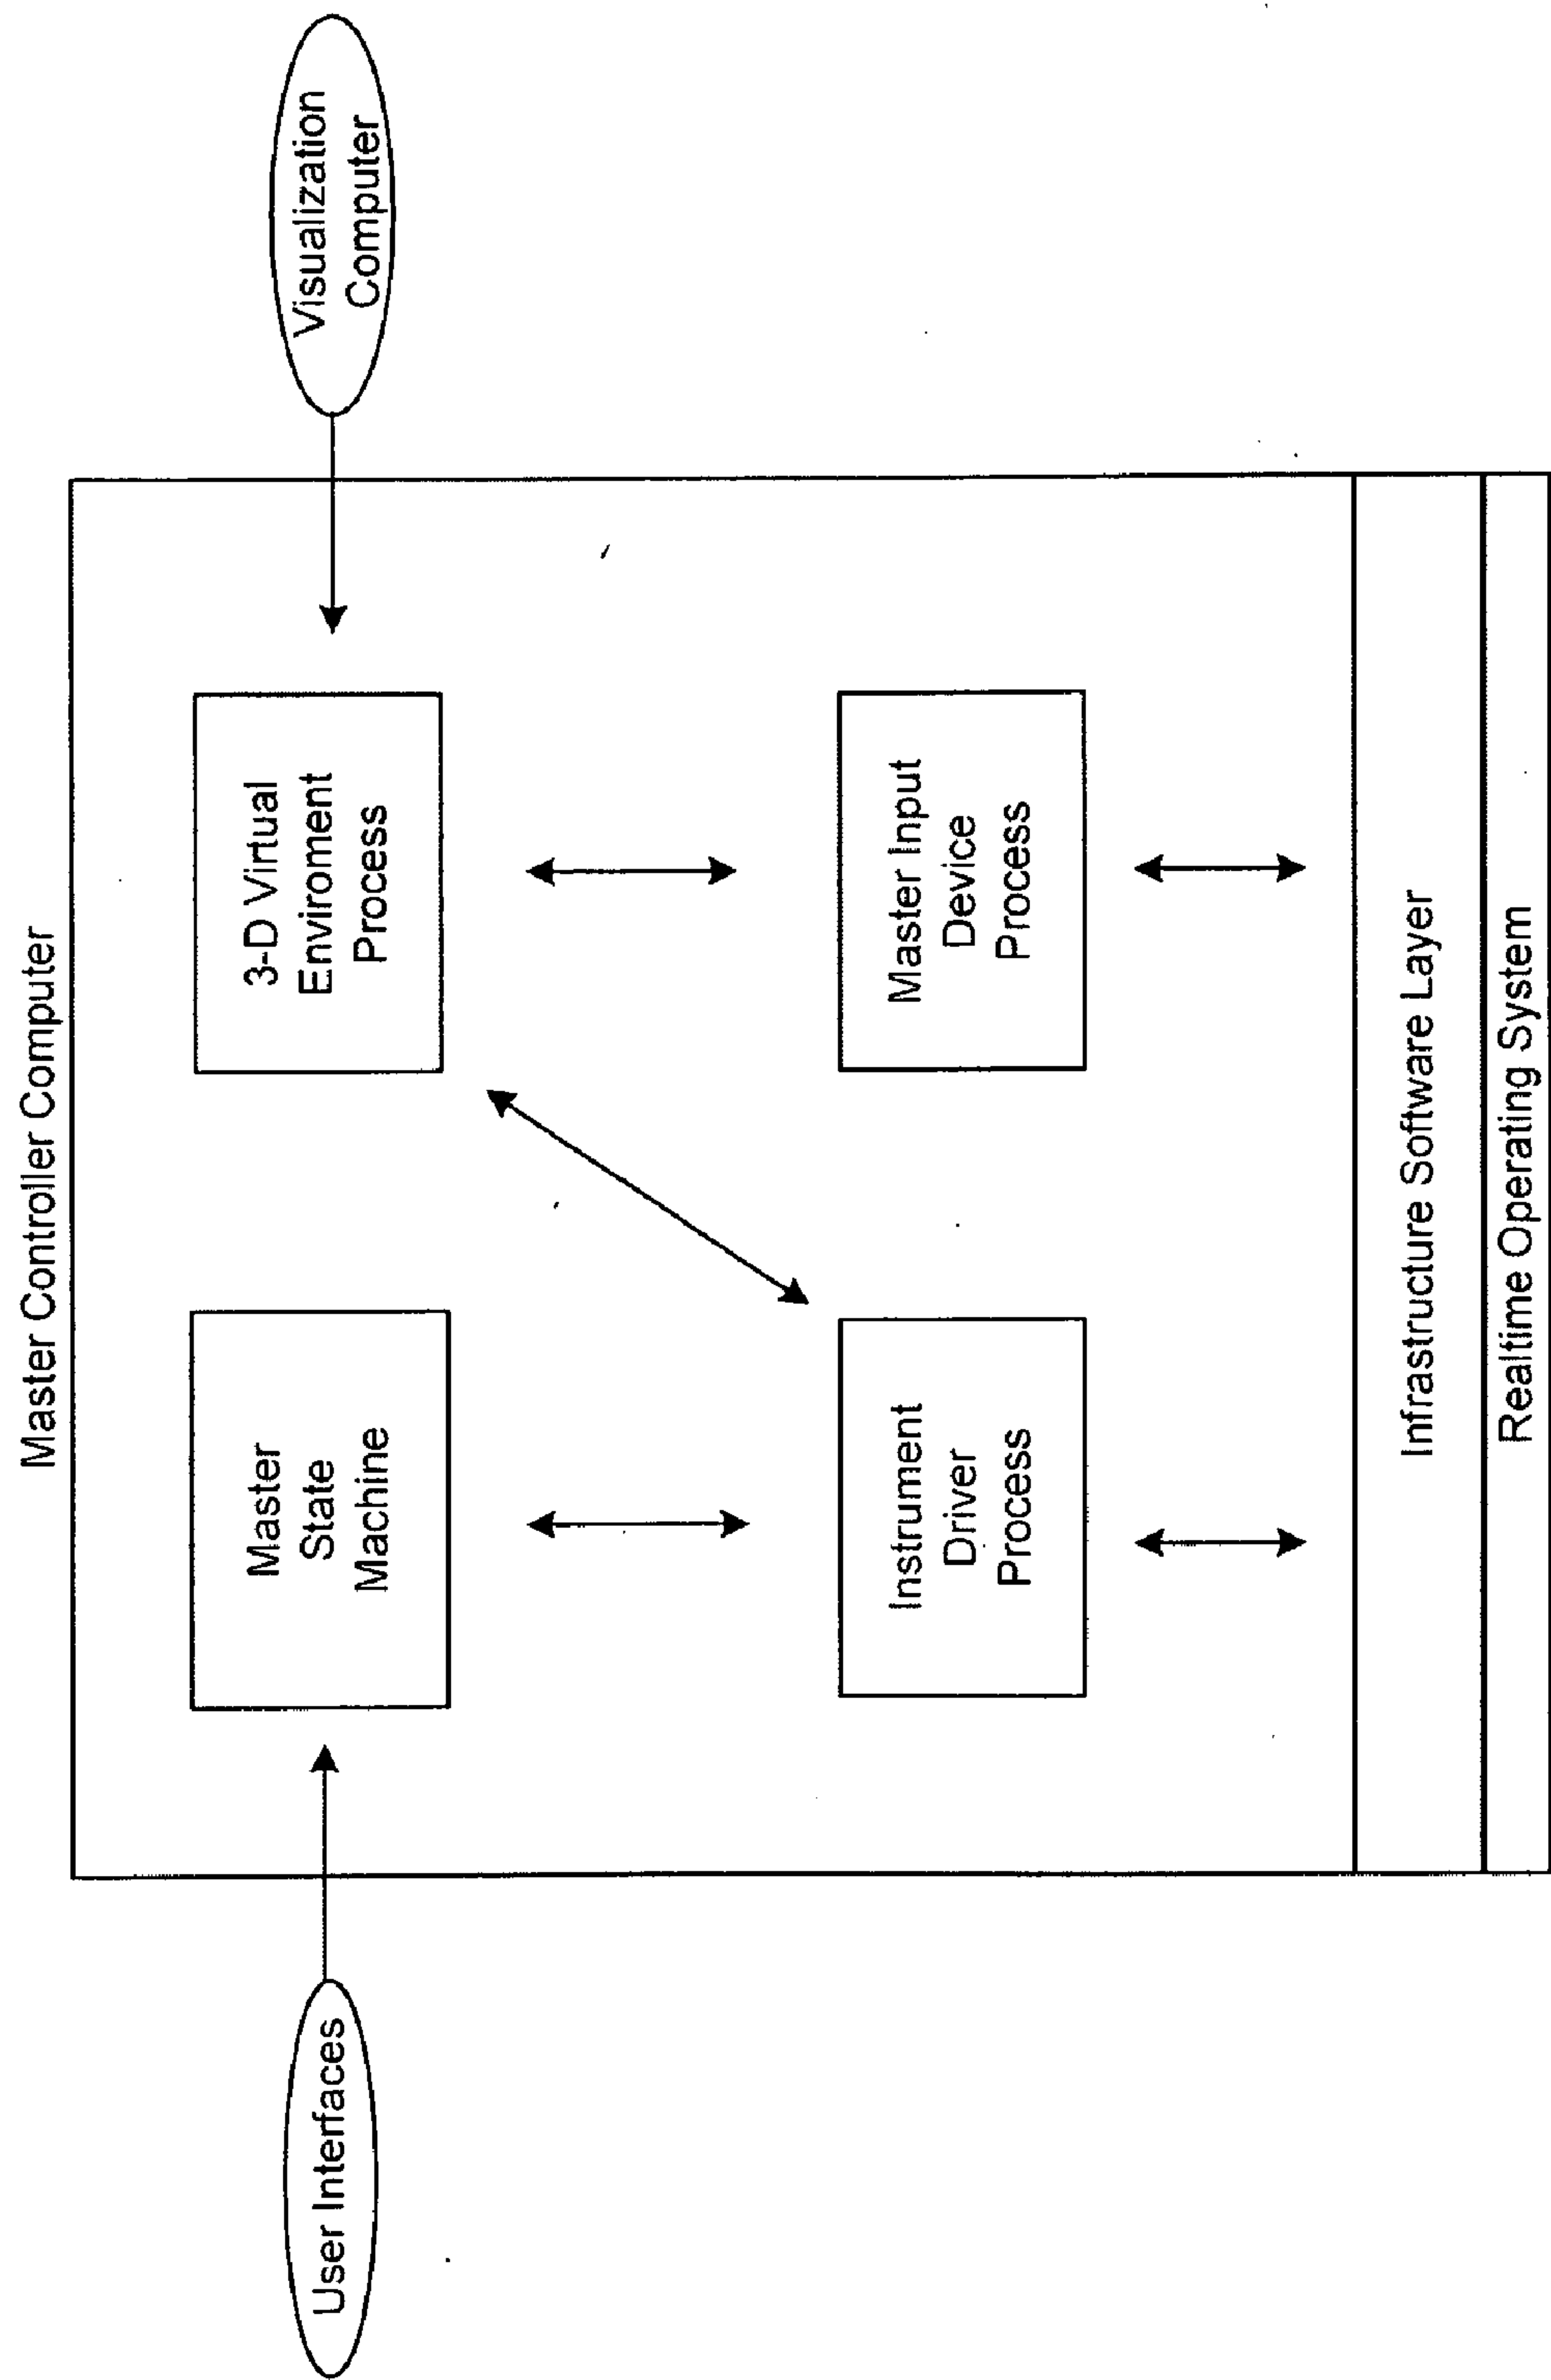 Master Controller Computer
User Interfaces
Master
State
Machine
3-D Virtual
Enviroment
Process
Visualization
Computer
Instrument
Driver
Process
Master Input
Device
Process
Infrastructure Software Layer
Realtime Operating System